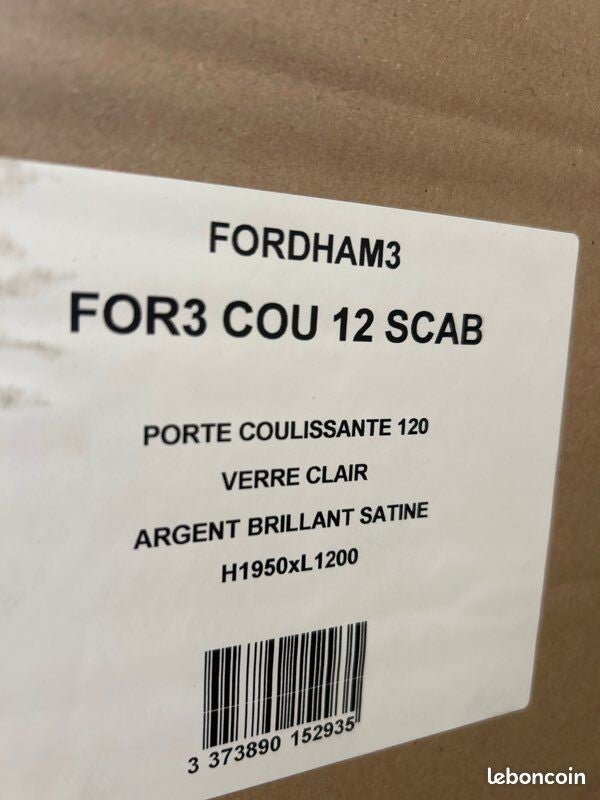 FORDHAM3
FOR3 COU 12 SCAB
PORTE COULISSANTE 120
VERRE CLAIR
ARGENT BRILLANT SATINE
H1950xL1200
3 373890 152935
leboncoin